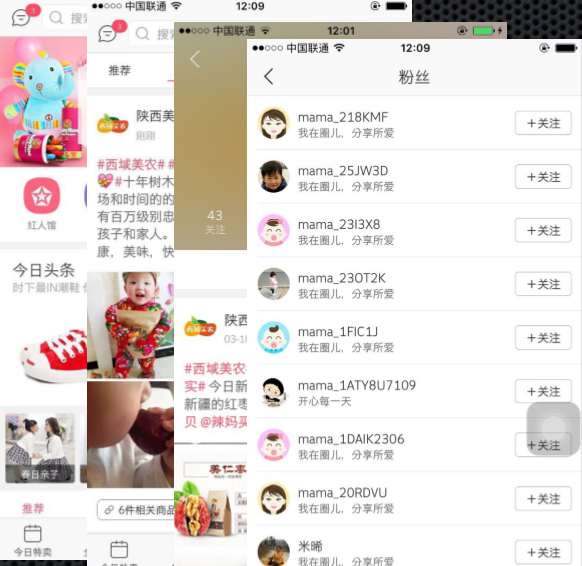 3
搜索
红人馆
今日头条
时下最IN潮鞋
春日亲子
推荐
今日特卖
中国联通
12:09
3
搜索
推荐
陕西美
刚刚
#西域美农#
#十年树木
场和时间的的
有百万级别忠
孩子和家人。
康，美味，快
6件相关商品
中国联通
12:01
43
关注
陕西
03-10
#西域美农
实# 今日新
新疆的红枣
贝 @辣妈买
美仁枣
中国联通
12:09
粉丝
mama_218KMF
我在圈儿，分享所爱
+关注
mama_25JW3D
我在圈儿，分享所爱
+关注
mama_23I3X8
我在圈儿，分享所爱
+关注
mama_23OT2K
我在圈儿，分享所爱
+关注
mama_1FIC1J
我在圈儿，分享所爱
+关注
mama_1ATY8U7109
开心每一天
+关注
mama_1DAIK2306
我在圈儿，分享所爱
+关注
mama_20RDVU
我在圈儿，分享所爱
+关注
米晞
我在圈儿，分享所爱
+关注